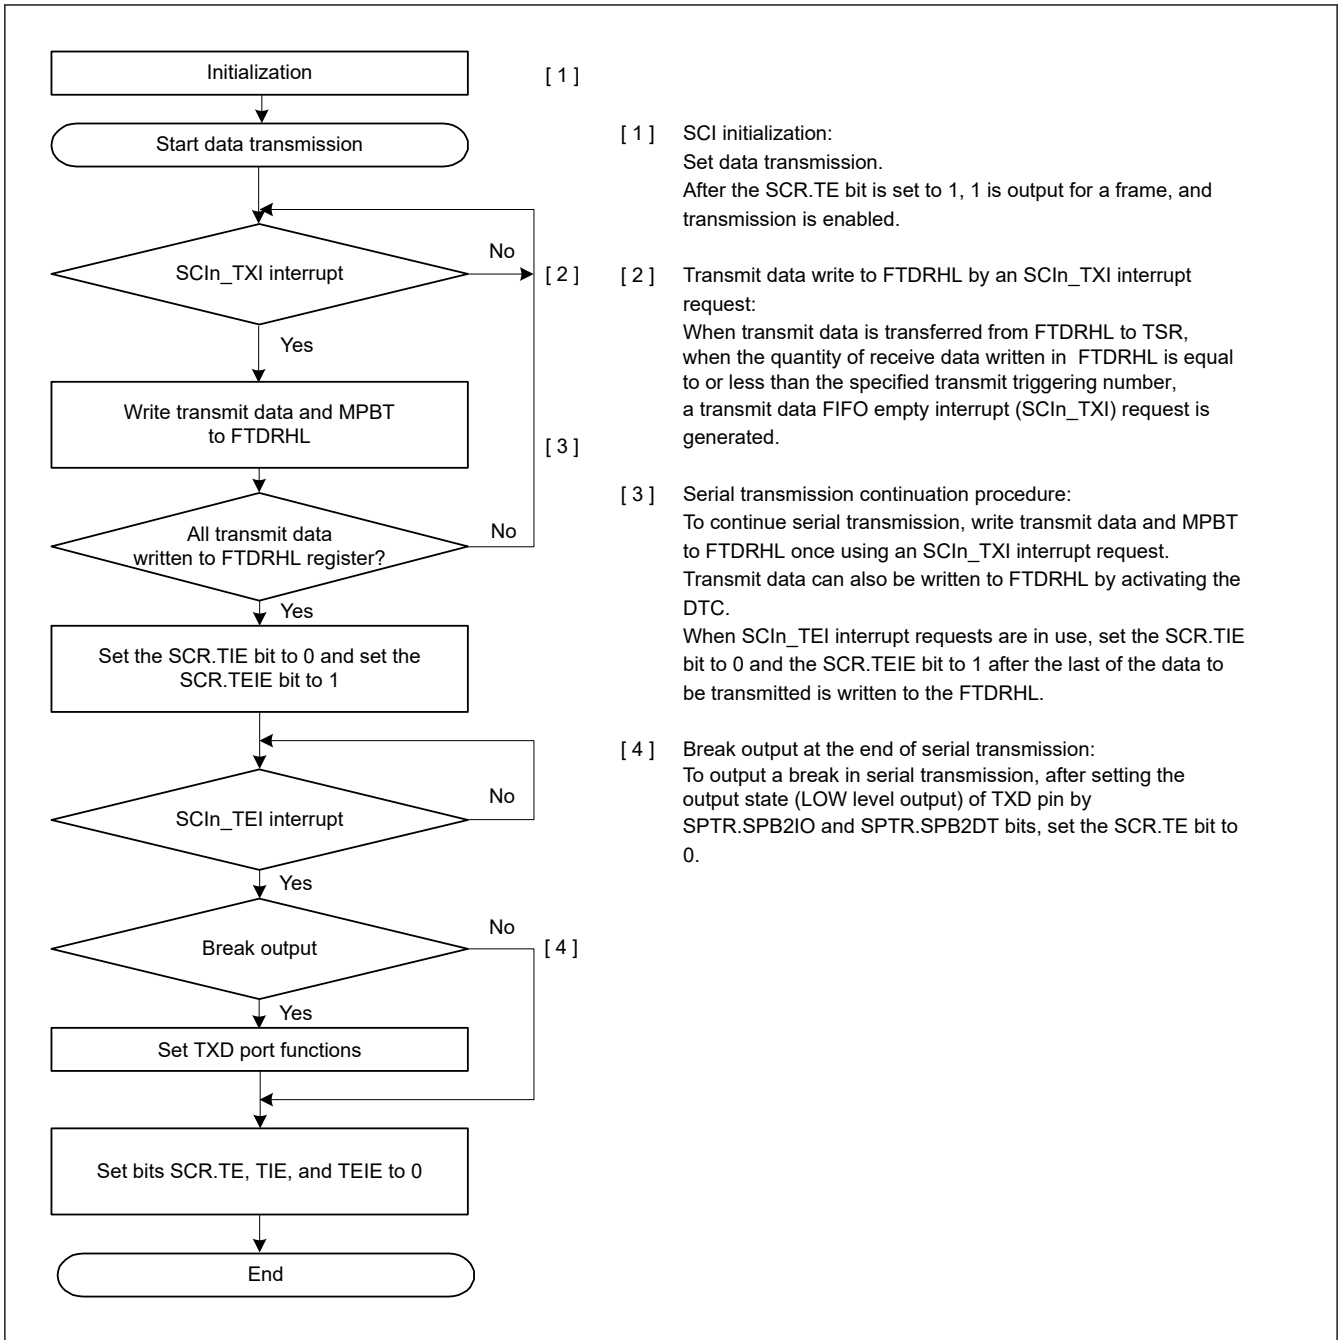 Initialization
[ 1 ]
Start data transmission
SCIn_TXI interrupt
No
[ 2 ]
Yes
Write transmit data and MPBT
to FTDRHL
[ 3 ]
All transmit data
written to FTDRHL register?
No
Yes
Set the SCR.TIE bit to 0 and set the
SCR.TEIE bit to 1
SCIn_TEI interrupt
No
Yes
Break output
No
[ 4 ]
Yes
Set TXD port functions
Set bits SCR.TE, TIE, and TEIE to 0
End
[ 1 ] SCI initialization:
Set data transmission.
After the SCR.TE bit is set to 1, 1 is output for a frame, and
transmission is enabled.
[ 2 ] Transmit data write to FTDRHL by an SCIn_TXI interrupt
request:
When transmit data is transferred from FTDRHL to TSR,
when the quantity of receive data written in FTDRHL is equal
to or less than the specified transmit triggering number,
a transmit data FIFO empty interrupt (SCIn_TXI) request is
generated.
[ 3 ] Serial transmission continuation procedure:
To continue serial transmission, write transmit data and MPBT
to FTDRHL once using an SCIn_TXI interrupt request.
Transmit data can also be written to FTDRHL by activating the
DTC.
When SCIn_TEI interrupt requests are in use, set the SCR.TIE
bit to 0 and the SCR.TEIE bit to 1 after the last of the data to
be transmitted is written to the FTDRHL.
[ 4 ] Break output at the end of serial transmission:
To output a break in serial transmission, after setting the
output state (LOW level output) of TXD pin by
SPTR.SPB2IO and SPTR.SPB2DT bits, set the SCR.TE bit to
0.